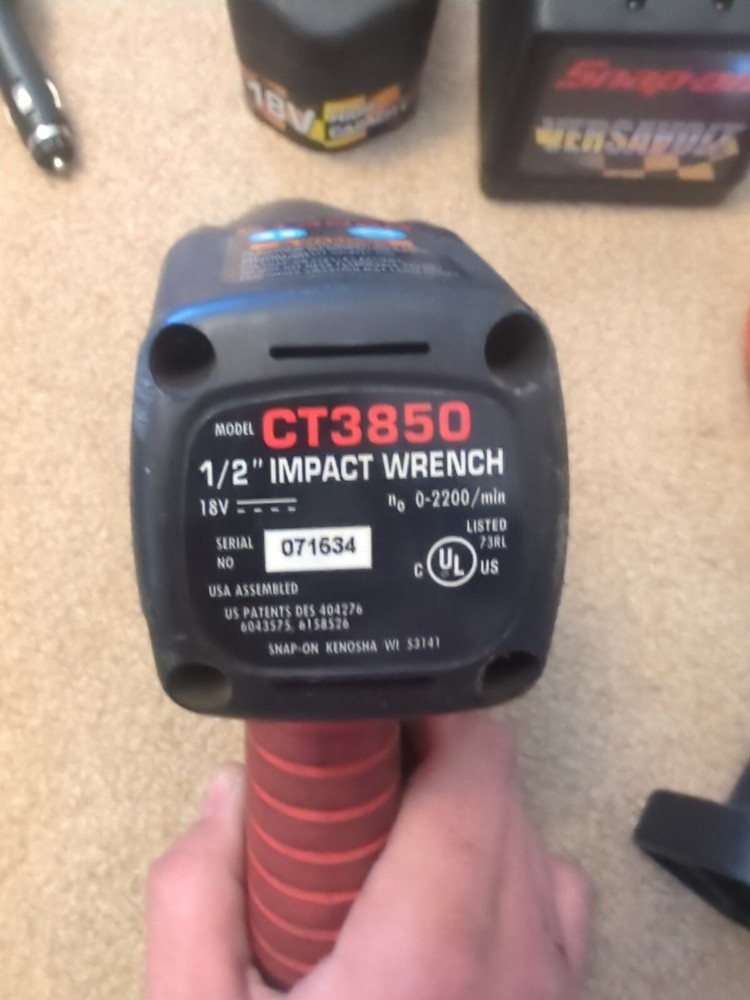 Snap-on
18V
VERSAVOLT
MODEL CT3850
1/2" IMPACT WRENCH
18V n₀ 0-2200/min
LISTED
73RL
SERIAL NO 071634
C UL US
USA ASSEMBLED
US PATENTS DES 404276
6043575, 6158526
SNAP-ON KENOSHA WI 53141